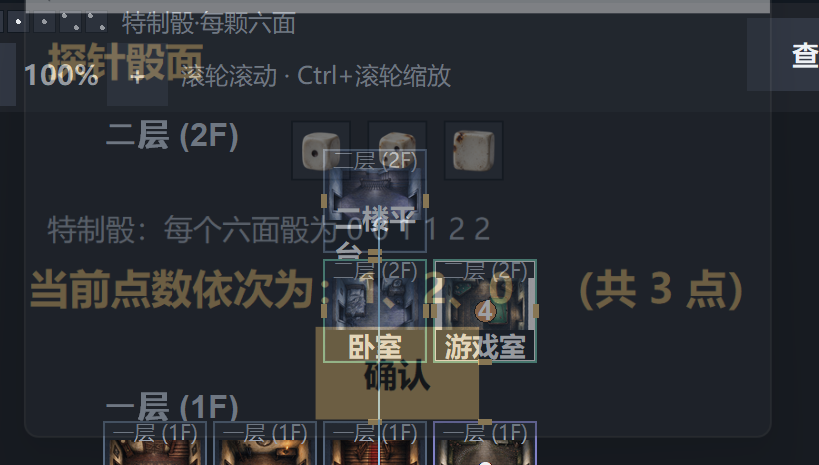 特制骰·每颗六面
探针骰面
查
100% + 滚轮滚动 · Ctrl+滚轮缩放
二层 (2F)
二层 (2F)
二楼平台
特制骰：每个六面骰为 0 0 1 1 2 2
二层 (2F) 二层 (2F)
当前点数依次为：1、2、0 （共 3 点）
4
卧室 游戏室
确认
一层 (1F)
一层 (1F) 一层 (1F) 一层 (1F) 一层 (1F)